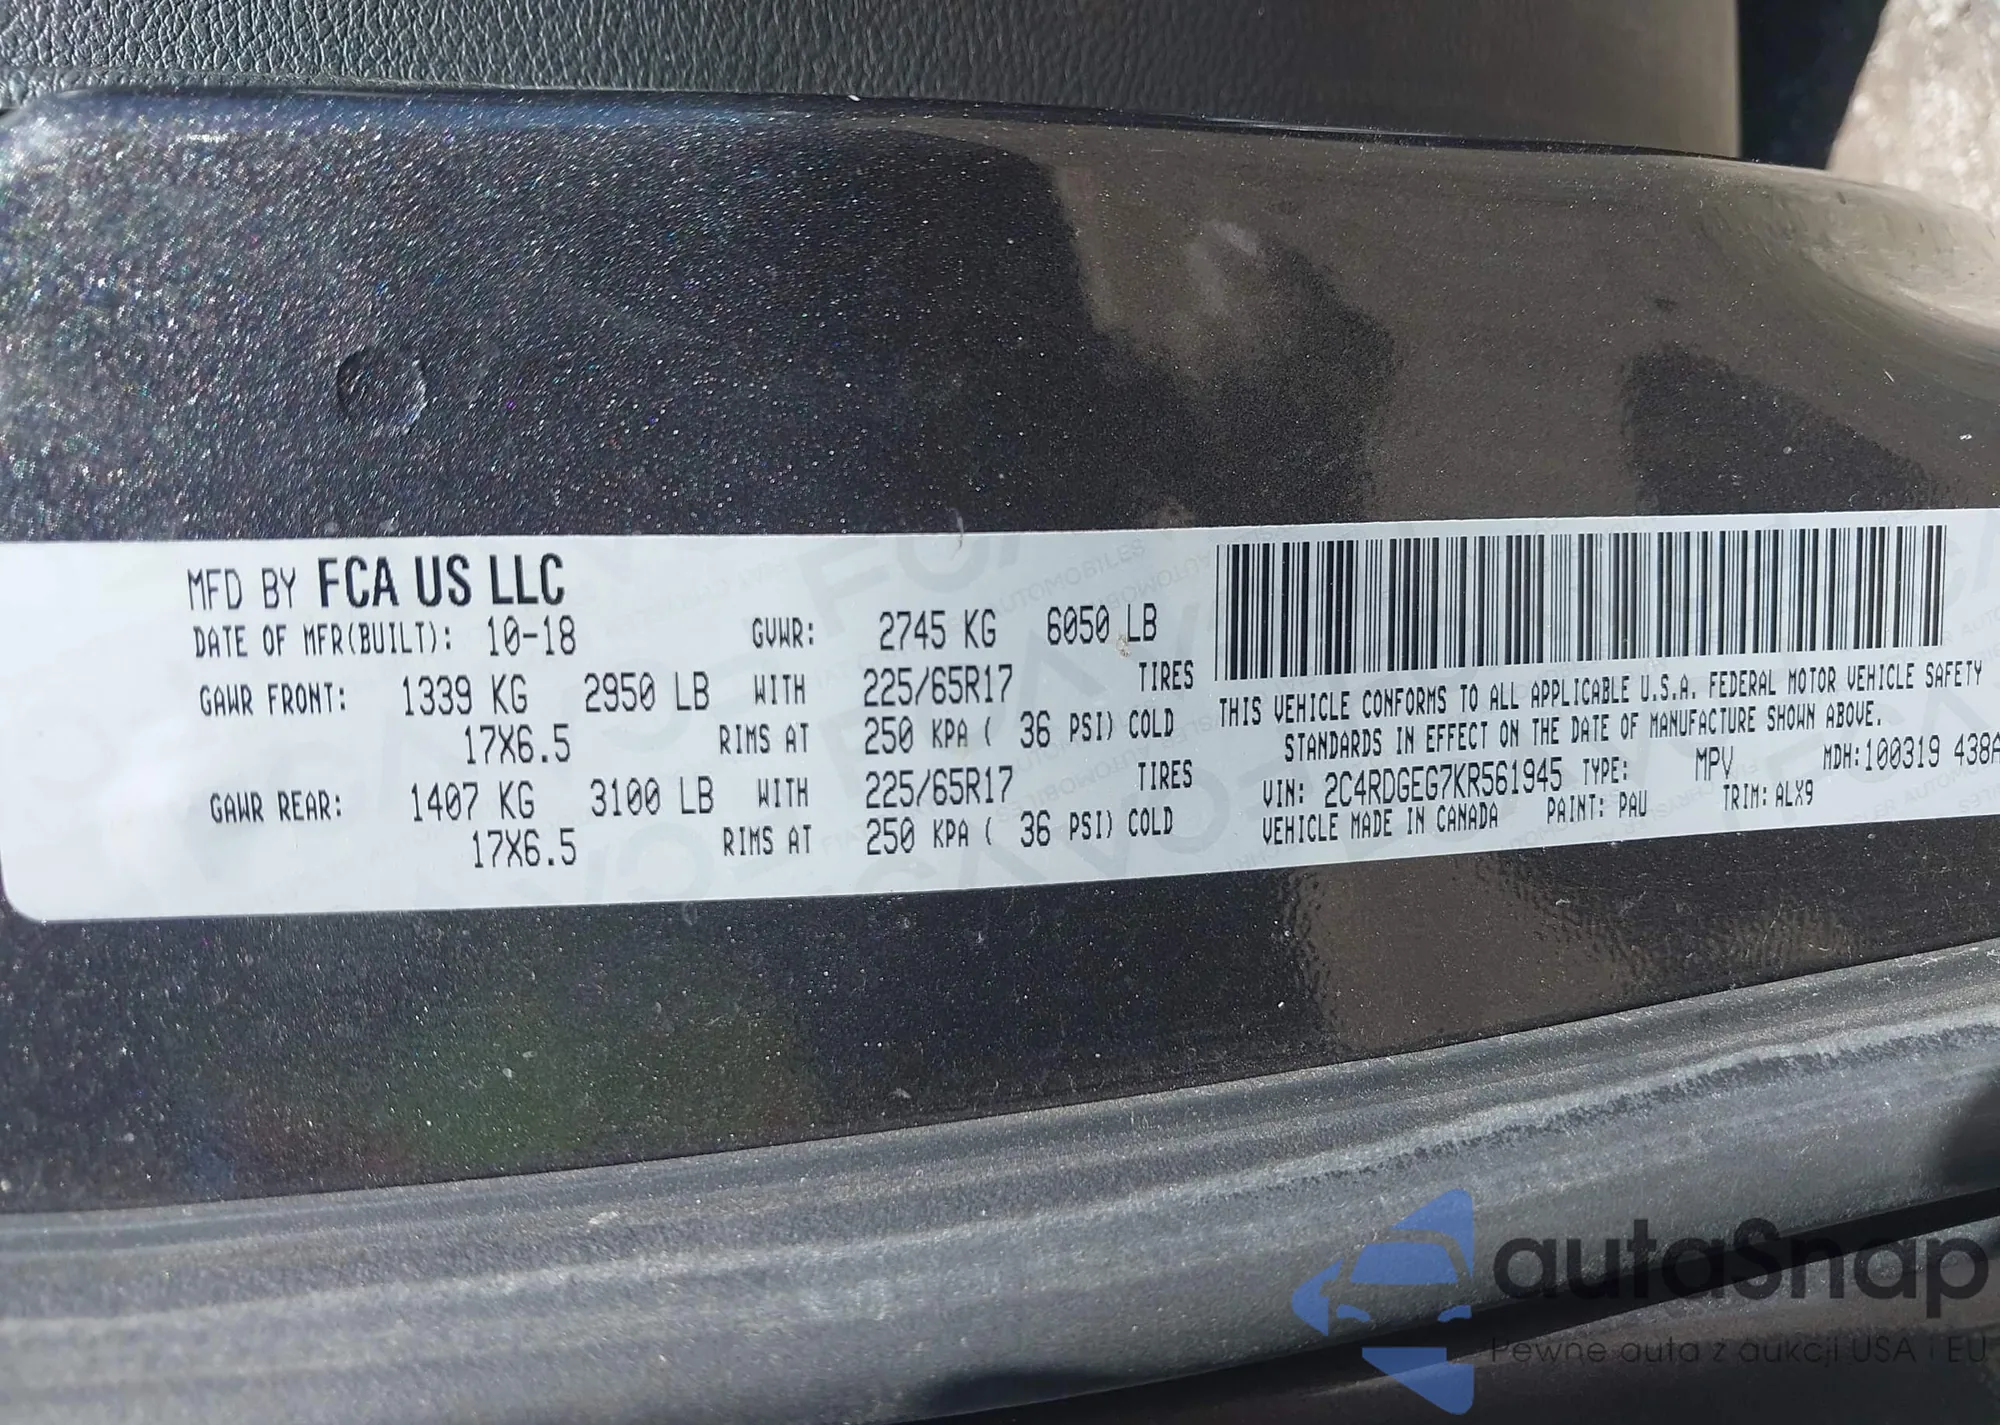 MFD BY FCA US LLC
DATE OF MFR(BUILT): 10-18 GVWR: 2745 KG 6050 LB
GAWR FRONT: 1339 KG 2950 LB WITH 225/65R17 TIRES
17X6.5 RIMS AT 250 KPA ( 36 PSI) COLD
GAWR REAR: 1407 KG 3100 LB WITH 225/65R17 TIRES
17X6.5 RIMS AT 250 KPA ( 36 PSI) COLD
THIS VEHICLE CONFORMS TO ALL APPLICABLE U.S.A. FEDERAL MOTOR VEHICLE SAFETY
STANDARDS IN EFFECT ON THE DATE OF MANUFACTURE SHOWN ABOVE.
VIN: 2C4RDGEG7KR561945 TYPE: MPV MDH:100319 438A
VEHICLE MADE IN CANADA PAINT: PAU TRIM: ALX9
autaSnap
Pewne auta z aukcji USA i EU